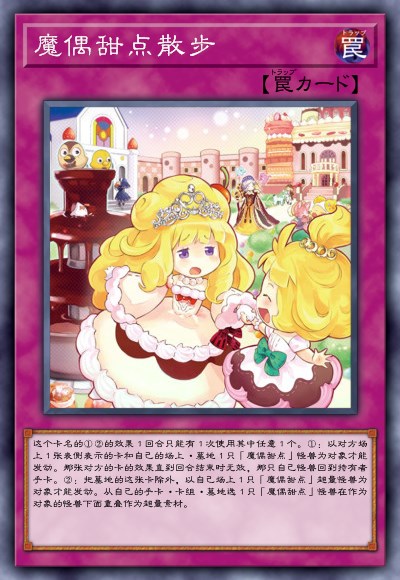 魔偶甜点散步
トラップ
罠
トラップ
【罠カード】
这个卡名的①②的效果1回合只能有1次使用其中任意1个。①：以对方场
上1张表侧表示的卡和自己的场上·墓地1只「魔偶甜点」怪兽为对象才能
发动。那张对方的卡的效果直到回合结束时无效，那只自己怪兽回到持有者
手卡。②：把墓地的这张卡除外，以自己场上1只「魔偶甜点」超量怪兽为
对象才能发动。从自己的手卡·卡组·墓地选1只「魔偶甜点」怪兽在作为
对象的怪兽下面重叠作为超量素材。